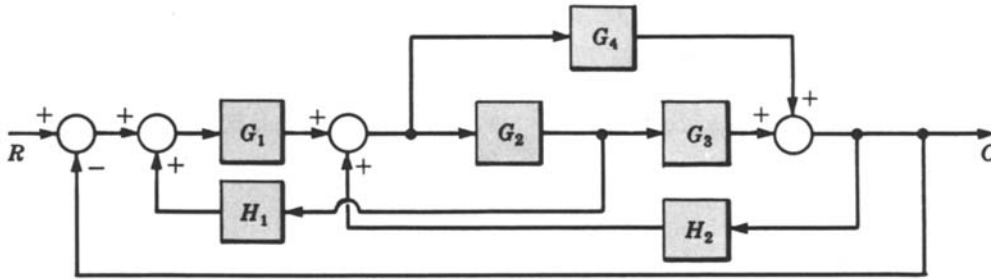 G4
+ + + +
+ +
R G1 G2 G3 C
− + +
H1 H2